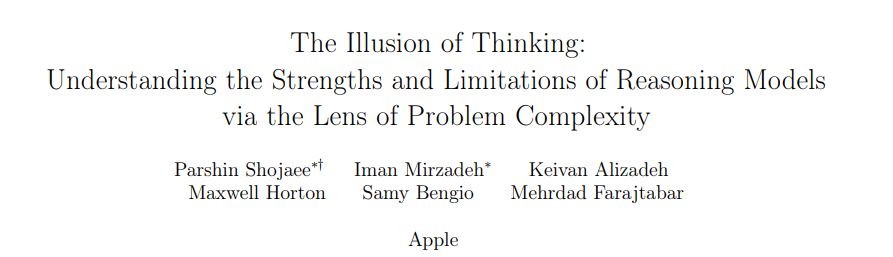 The Illusion of Thinking:
Understanding the Strengths and Limitations of Reasoning Models
via the Lens of Problem Complexity
Parshin Shojaee*† Iman Mirzadeh* Keivan Alizadeh
Maxwell Horton Samy Bengio Mehrdad Farajtabar
Apple